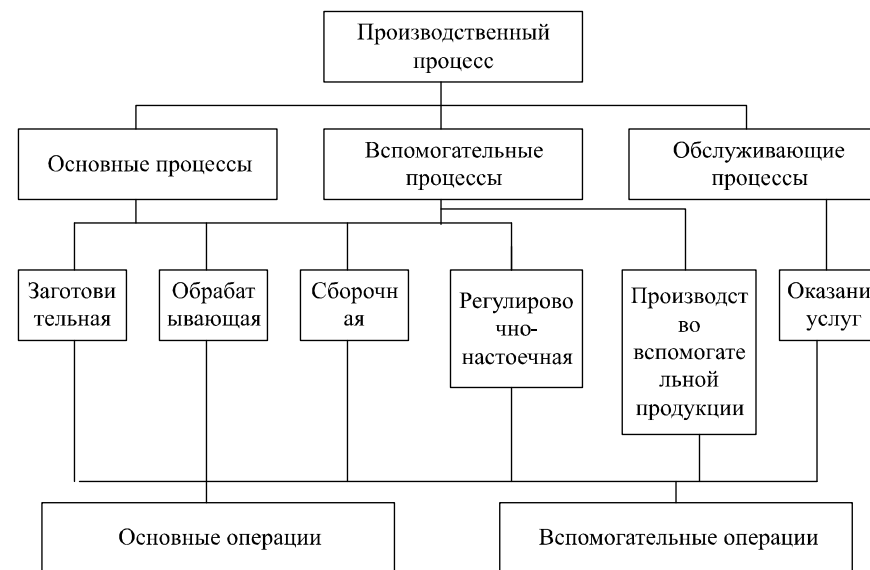 Производственный
процесс
Основные процессы
Вспомогательные
процессы
Обслуживающие
процессы
Заготови
тельная
Обрабат
ывающая
Сборочн
ая
Регулирово
чно-
настоечная
Производст
во
вспомогате
льной
продукции
Оказани
услуг
Основные операции
Вспомогательные операции